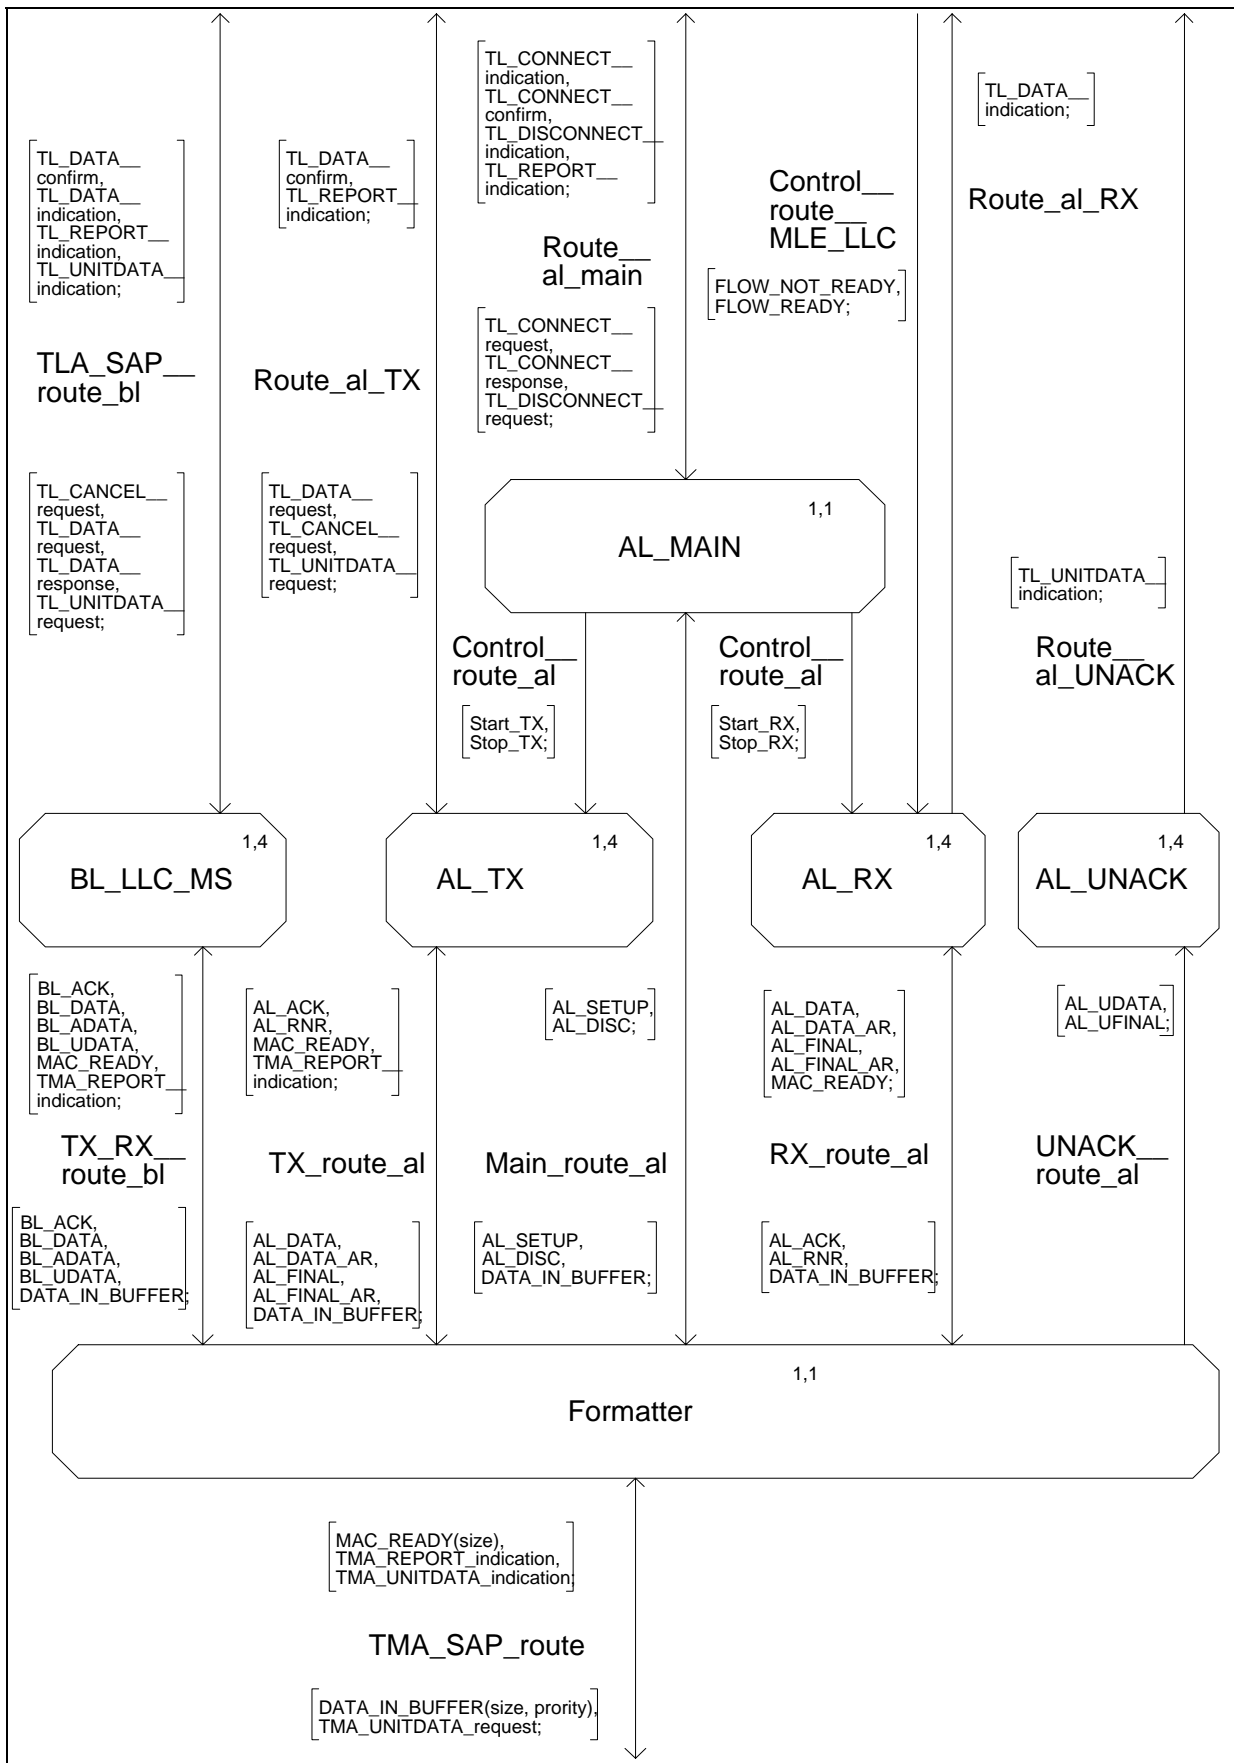 TL_CONNECT__
indication,
TL_CONNECT__
confirm,
TL_DISCONNECT__
indication,
TL_REPORT__
indication;
TL_DATA__
indication;
TL_DATA__
confirm,
TL_DATA__
indication,
TL_REPORT__
indication,
TL_UNITDATA__
indication;
TL_DATA__
confirm,
TL_REPORT__
indication;
Control__
route__
MLE_LLC
Route_al_RX
Route__
al_main
FLOW_NOT_READY,
FLOW_READY;
TL_CONNECT__
request,
TL_CONNECT__
response,
TL_DISCONNECT__
request;
TLA_SAP__
route_bl
Route_al_TX
TL_CANCEL__
request,
TL_DATA__
request,
TL_DATA__
response,
TL_UNITDATA__
request;
TL_DATA__
request,
TL_CANCEL__
request,
TL_UNITDATA__
request;
1,1
AL_MAIN
TL_UNITDATA__
indication;
Control__
route_al
Control__
route_al
Route__
al_UNACK
Start_TX,
Stop_TX;
Start_RX,
Stop_RX;
1,4
BL_LLC_MS
1,4
AL_TX
1,4
AL_RX
1,4
AL_UNACK
BL_ACK,
BL_DATA,
BL_ADATA,
BL_UDATA,
MAC_READY,
TMA_REPORT__
indication;
AL_ACK,
AL_RNR,
MAC_READY,
TMA_REPORT__
indication;
AL_SETUP,
AL_DISC;
AL_DATA,
AL_DATA_AR,
AL_FINAL,
AL_FINAL_AR,
MAC_READY;
AL_UDATA,
AL_UFINAL;
TX_RX__
route_bl
TX_route_al
Main_route_al
RX_route_al
UNACK__
route_al
BL_ACK,
BL_DATA,
BL_ADATA,
BL_UDATA,
DATA_IN_BUFFER;
AL_DATA,
AL_DATA_AR,
AL_FINAL,
AL_FINAL_AR,
DATA_IN_BUFFER;
AL_SETUP,
AL_DISC,
DATA_IN_BUFFER;
AL_ACK,
AL_RNR,
DATA_IN_BUFFER;
1,1
Formatter
MAC_READY(size),
TMA_REPORT_indication,
TMA_UNITDATA_indication;
TMA_SAP_route
DATA_IN_BUFFER(size, prority),
TMA_UNITDATA_request;